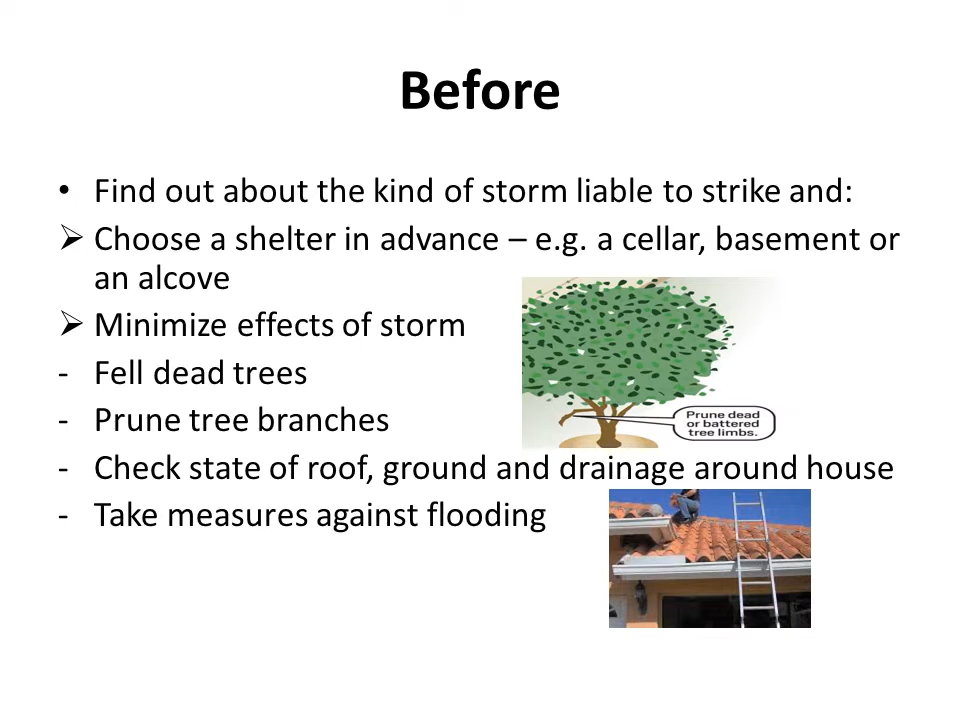 Before
• Find out about the kind of storm liable to strike and:
➢ Choose a shelter in advance – e.g. a cellar, basement or
an alcove
➢ Minimize effects of storm
- Fell dead trees
- Prune tree branches
Prune dead
or battered
tree limbs.
- Check state of roof, ground and drainage around house
- Take measures against flooding